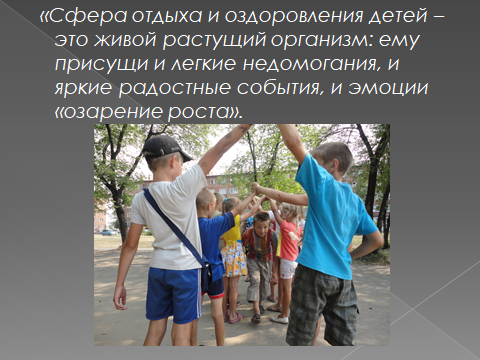 «Сфера отдыха и оздоровления детей –
это живой растущий организм: ему
присущи и легкие недомогания, и
яркие радостные события, и эмоции
«озарение роста».